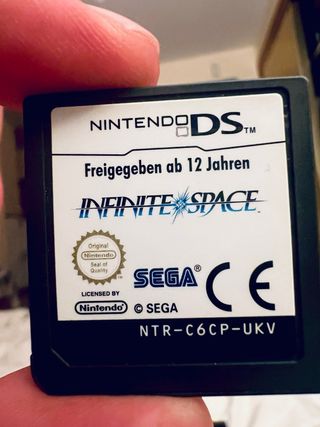 NINTENDO DS™
Freigegeben ab 12 Jahren
INFINITE SPACE
Original
Nintendo
Seal of
Quality
SEGA®
CE
LICENSED BY
Nintendo
© SEGA
NTR-C6CP-UKV